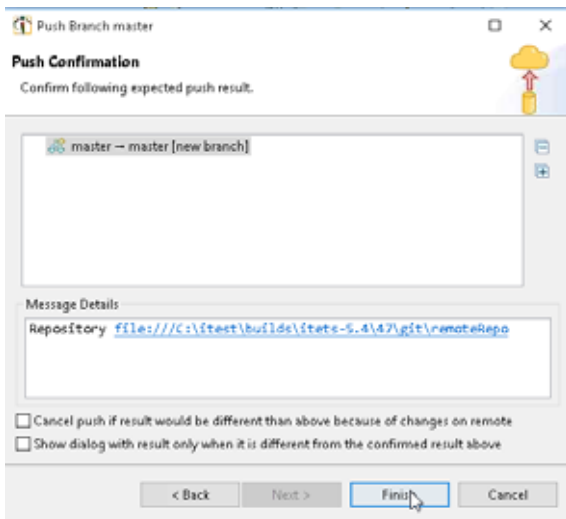 Push Branch master
Push Confirmation
Confirm following expected push result.
master → master [new branch]
Message Details
Repository file:///C:\itest\builds\itets-5.4\47\git\remoteRepo
Cancel push if result would be different than above because of changes on remote
Show dialog with result only when it is different from the confirmed result above
< Back
Next >
Finish
Cancel